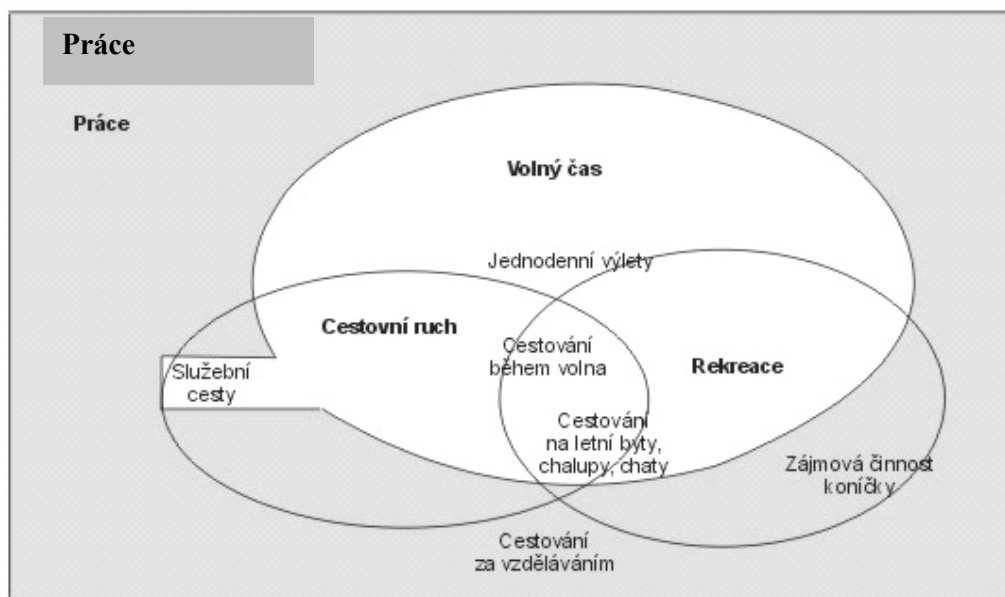 Práce
Práce
Volný čas
Jednodenní výlety
Cestovní ruch
Cestování
během volna
Rekreace
Služební
cesty
Cestování
na letní byty,
chalupy, chaty
Zájmová činnost
koníčky
Cestování
za vzděláváním